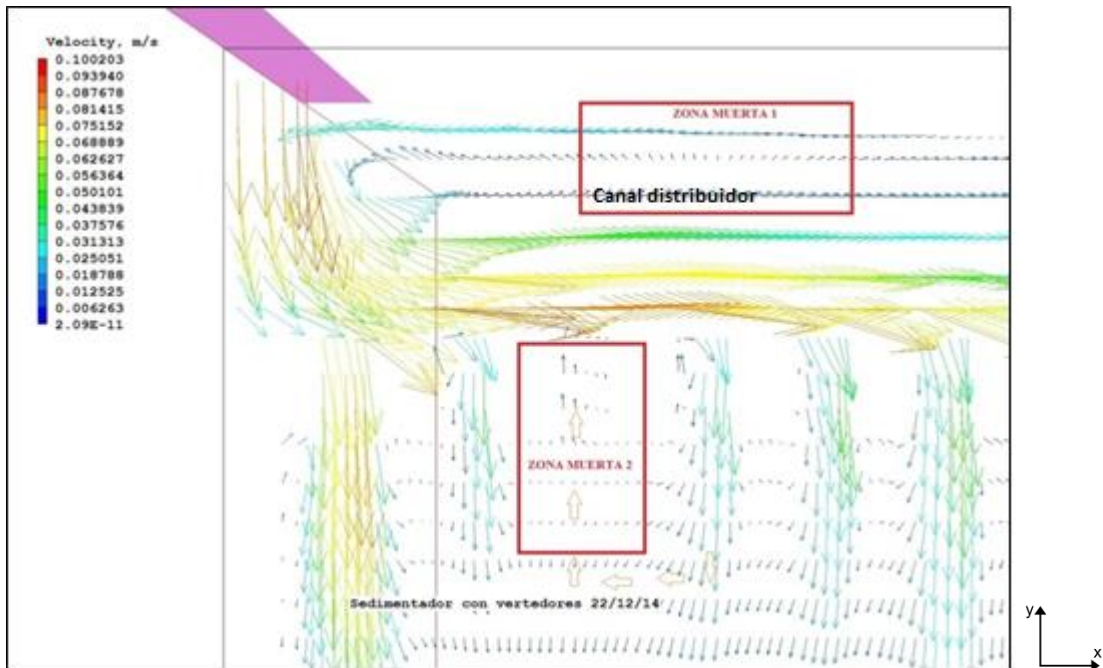 Velocity, m/s
0.100203
0.093940
0.087678
0.081415
0.075152
0.068889
0.062627
0.056364
0.050101
0.043839
0.037576
0.031313
0.025051
0.018788
0.012525
0.006263
2.09E-11
ZONA MUERTA 1
Canal distribuidor
ZONA MUERTA 2
Sedimentador con vertedores 22/12/14
y
x